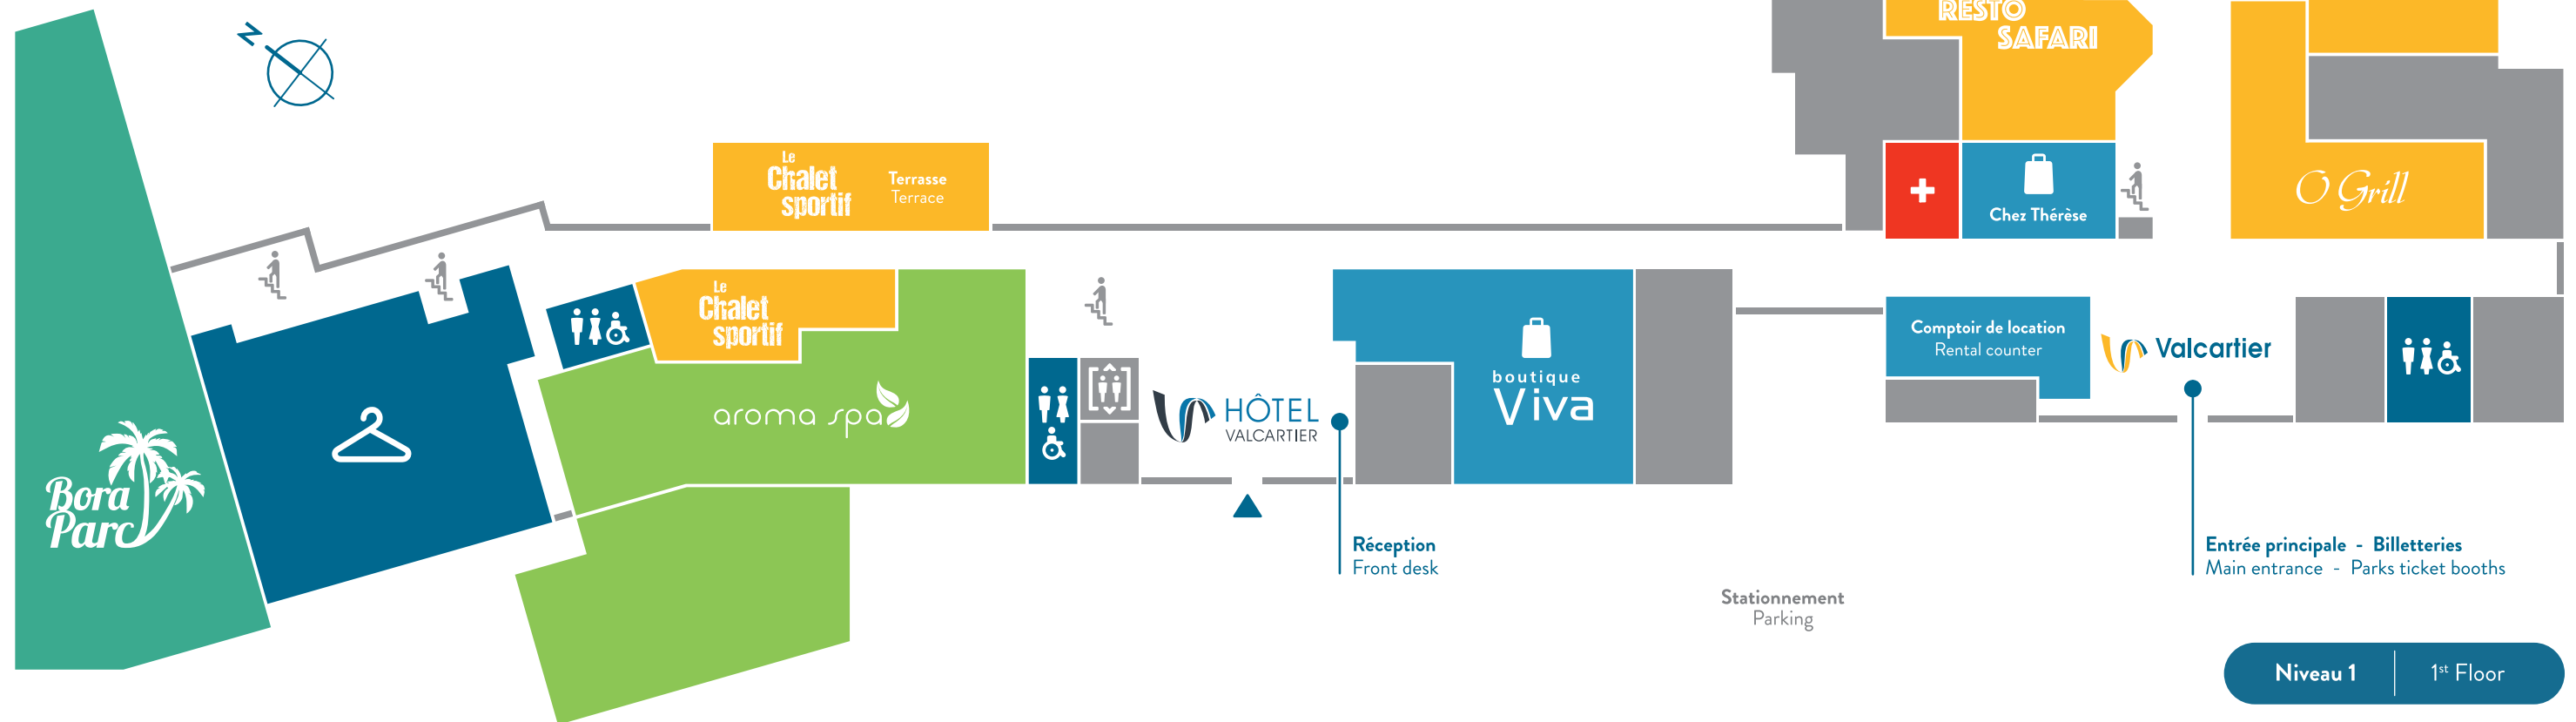 N
RESTO
SAFARI
Le
Chalet
sportif
Terrasse
Terrace
Chez Thérèse
O Grill
Le
Chalet
sportif
aroma spa
HÔTEL
VALCARTIER
boutique
Viva
Comptoir de location
Rental counter
Valcartier
Bora
Parc
Réception
Front desk
Entrée principale - Billetteries
Main entrance - Parks ticket booths
Stationnement
Parking
Niveau 1
1st Floor